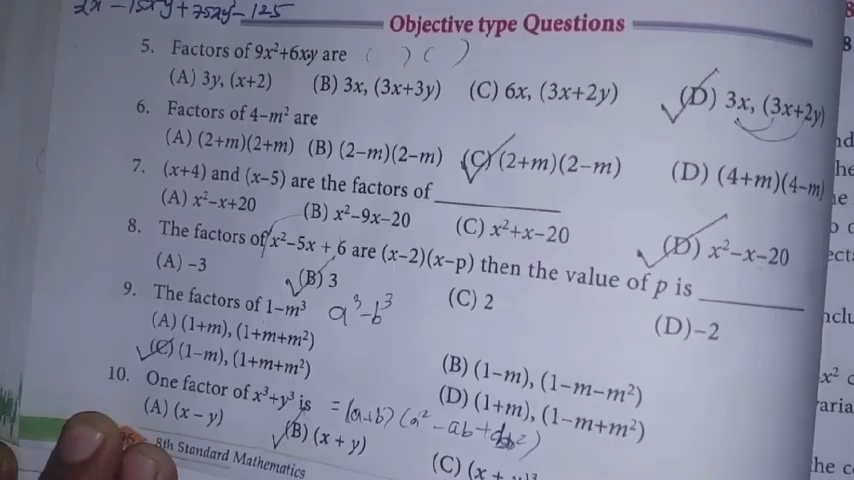 Objective type Questions
5. Factors of 9x²+6xy are ( ) ( )
(A) 3y, (x+2) (B) 3x, (3x+3y) (C) 6x, (3x+2y) (D) 3x, (3x+2y)
6. Factors of 4–m² are
(A) (2+m)(2+m) (B) (2–m)(2–m) (C) (2+m)(2–m) (D) (4+m)(4–m)
7. (x+4) and (x–5) are the factors of ________
(A) x²–x+20 (B) x²–9x–20 (C) x²+x–20 (D) x²–x–20
8. The factors of x²–5x + 6 are (x–2)(x–p) then the value of p is ________
(A) –3 (B) 3 (C) 2 (D) –2
9. The factors of 1–m³ a³–b³
(A) (1+m), (1+m+m²) (B) (1–m), (1–m–m²)
(C) (1–m), (1+m+m²) (D) (1+m), (1–m+m²)
10. One factor of x³+y³ is
(A) (x – y) (B) (x + y)
8th Standard Mathematics